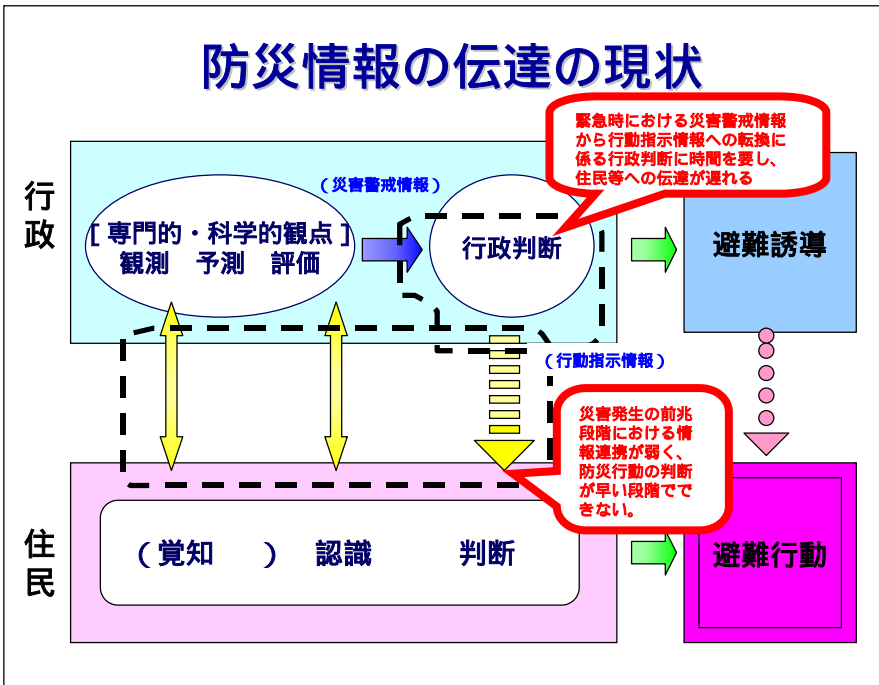 防災情報の伝達の現状
緊急時における災害警戒情報
から行動指示情報への転換に
係る行政判断に時間を要し、
住民等への伝達が遅れる
行政
（災害警戒情報）
［専門的・科学的観点］
観測　予測　評価
行政判断
避難誘導
（行動指示情報）
災害発生の前兆
段階における情
報連携が弱く、
防災行動の判断
が早い段階でで
きない。
住民
（覚知　）　認識　判断
避難行動